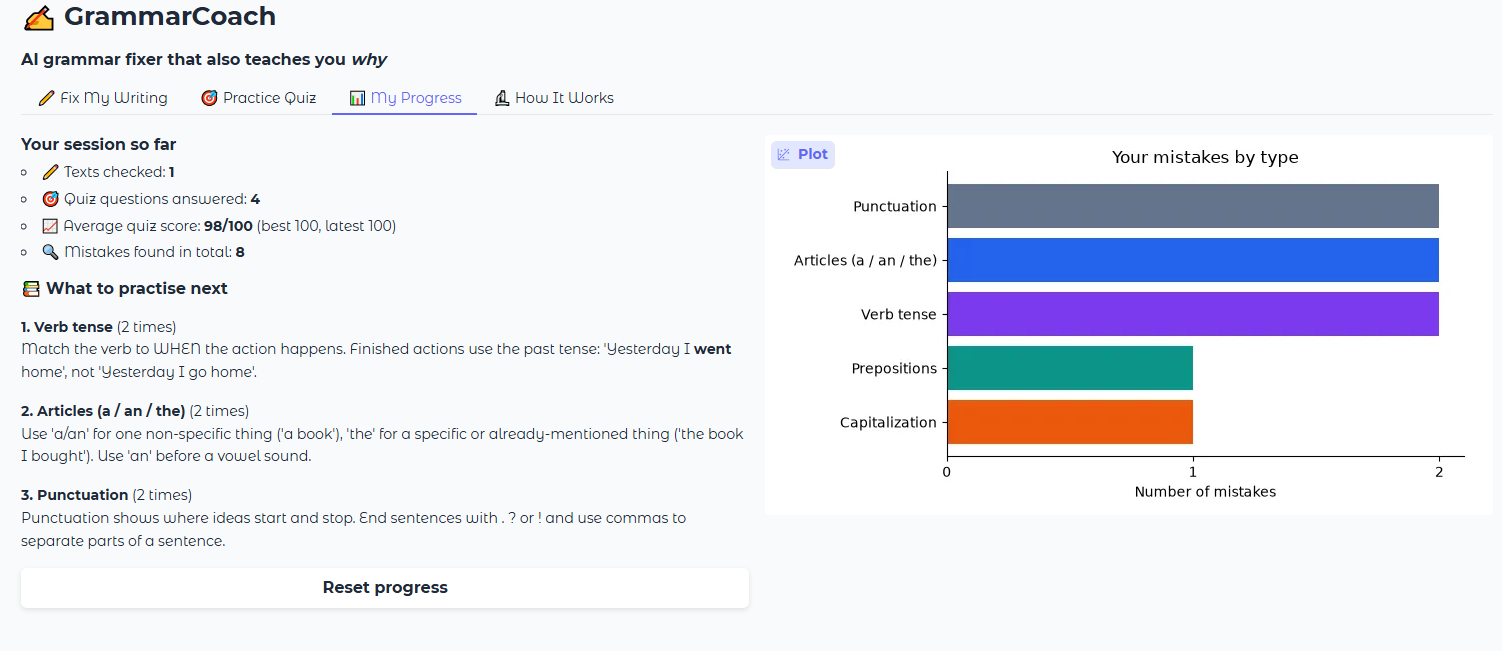 GrammarCoach
AI grammar fixer that also teaches you why
Fix My Writing
Practice Quiz
My Progress
How It Works
Your session so far
Texts checked: 1
Quiz questions answered: 4
Average quiz score: 98/100 (best 100, latest 100)
Mistakes found in total: 8
What to practise next
1. Verb tense (2 times)
Match the verb to WHEN the action happens. Finished actions use the past tense: 'Yesterday I went
home', not 'Yesterday I go home'.
2. Articles (a / an / the) (2 times)
Use 'a/an' for one non-specific thing ('a book'), 'the' for a specific or already-mentioned thing ('the book
I bought'). Use 'an' before a vowel sound.
3. Punctuation (2 times)
Punctuation shows where ideas start and stop. End sentences with . ? or ! and use commas to
separate parts of a sentence.
Reset progress
Plot
Your mistakes by type
Punctuation
Articles (a / an / the)
Verb tense
Prepositions
Capitalization
0 1 2
Number of mistakes